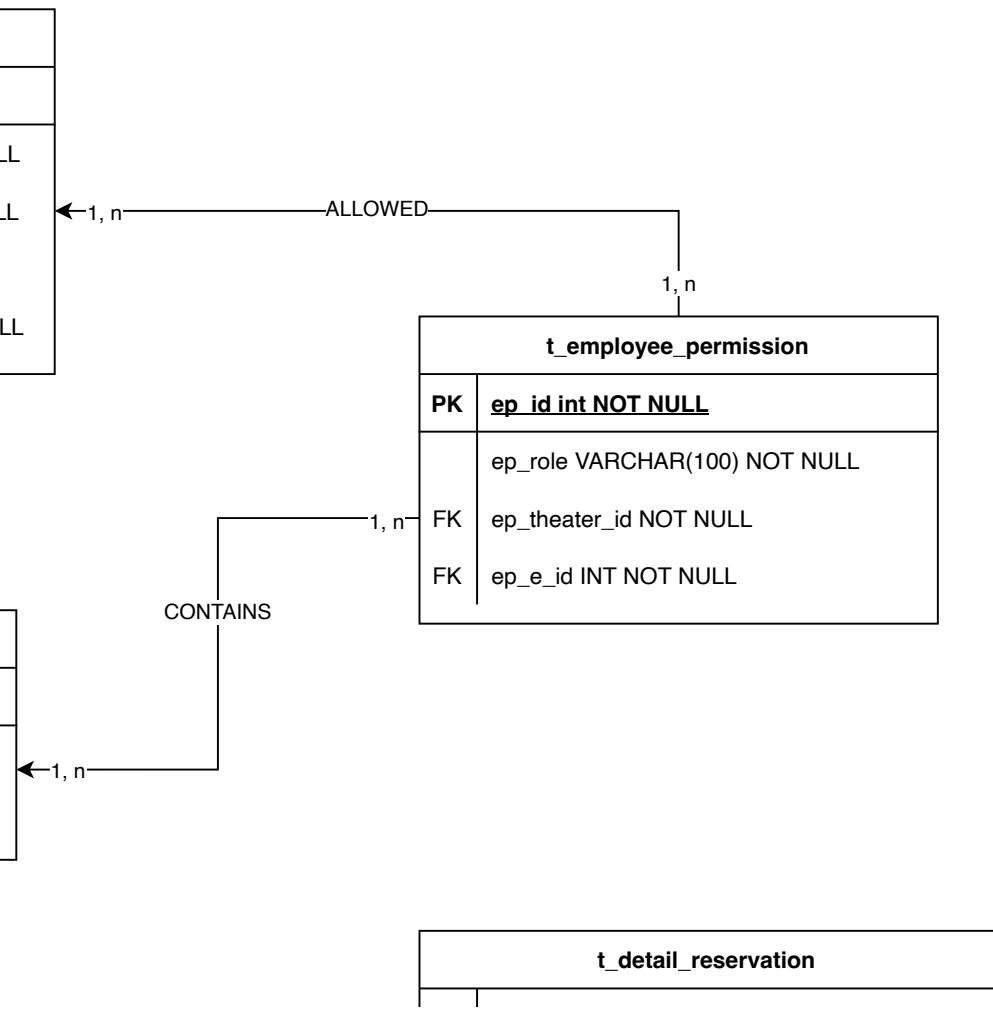 LL
LL
1, n
ALLOWED
1, n
LL
t_employee_permission
PK
ep_id int NOT NULL
ep_role VARCHAR(100) NOT NULL
1, n
FK
ep_theater_id NOT NULL
FK
ep_e_id INT NOT NULL
CONTAINS
1, n
t_detail_reservation